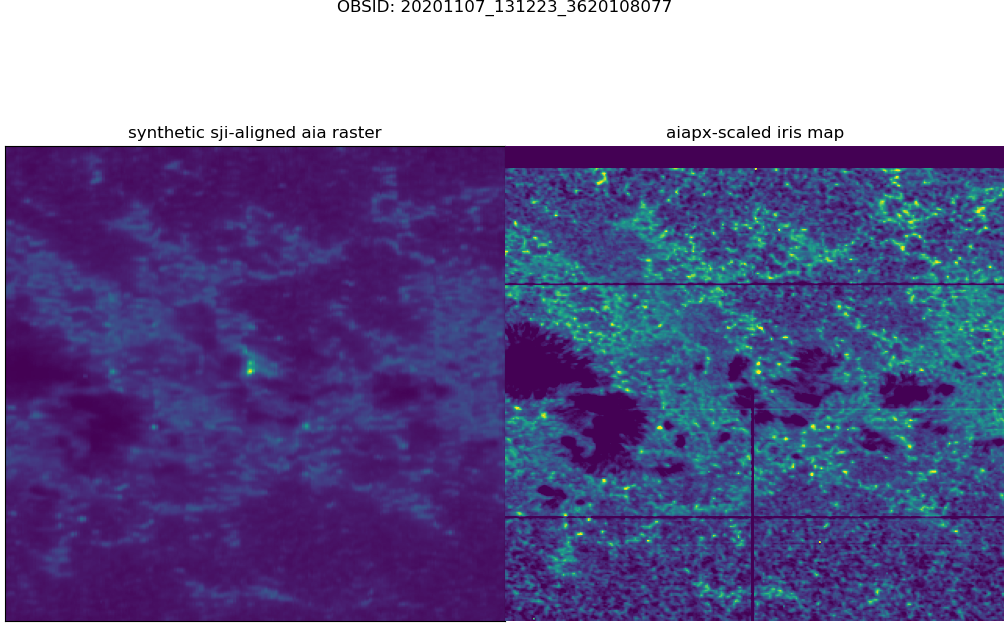 OBSID: 20201107_131223_3620108077
synthetic sji-aligned aia raster
aiapx-scaled iris map